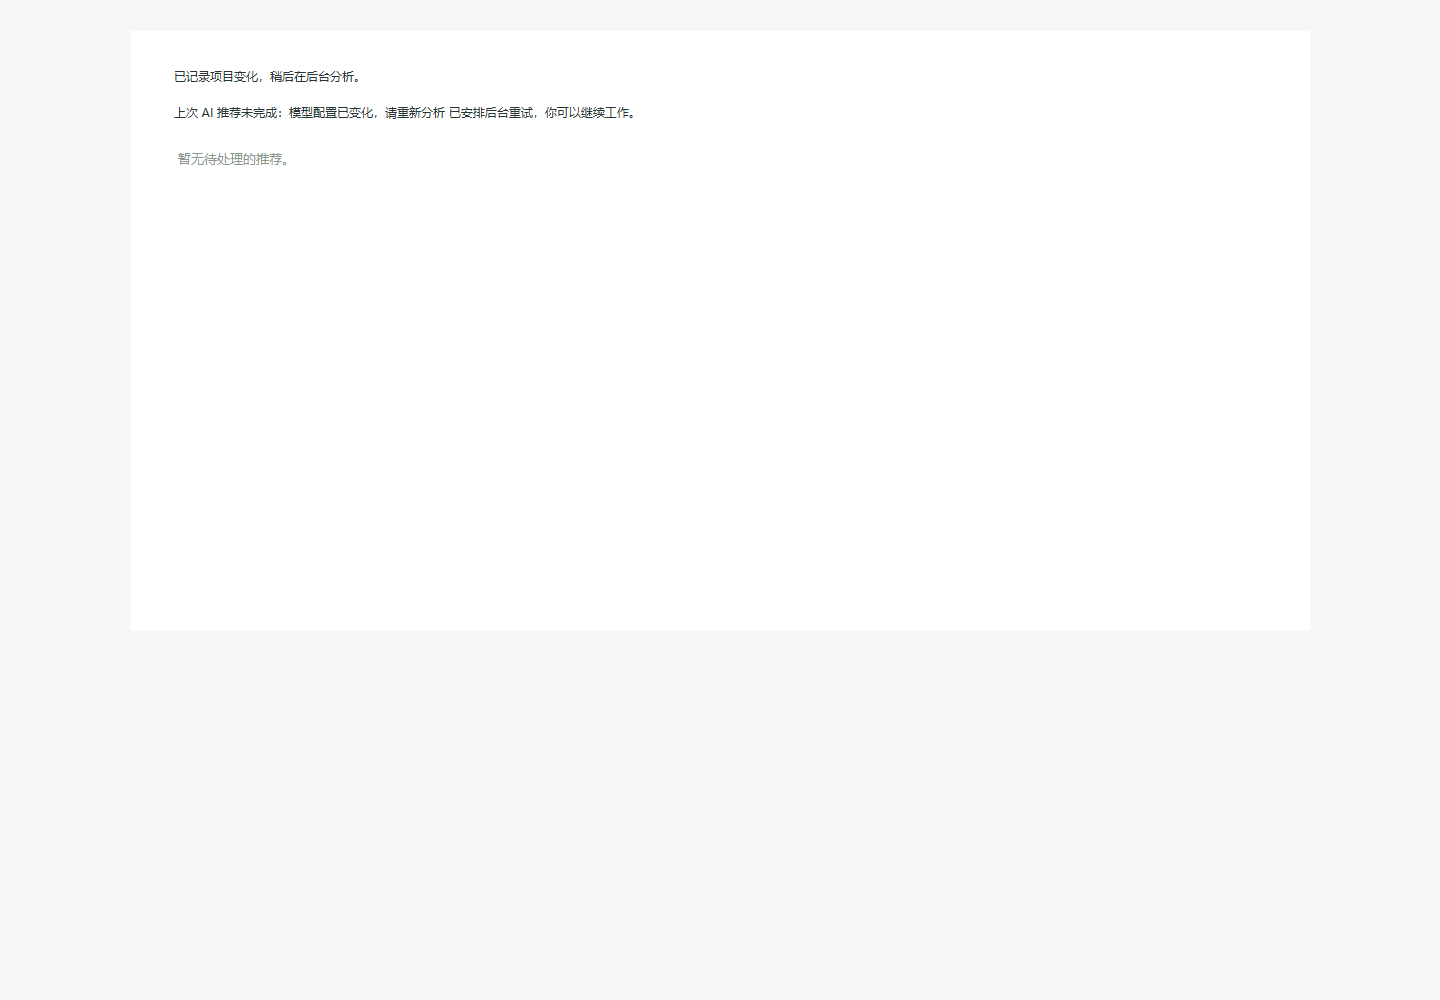 已记录项目变化，稍后在后台分析。
上次 AI 推荐未完成：模型配置已变化，请重新分析 已安排后台重试，你可以继续工作。
暂无待处理的推荐。